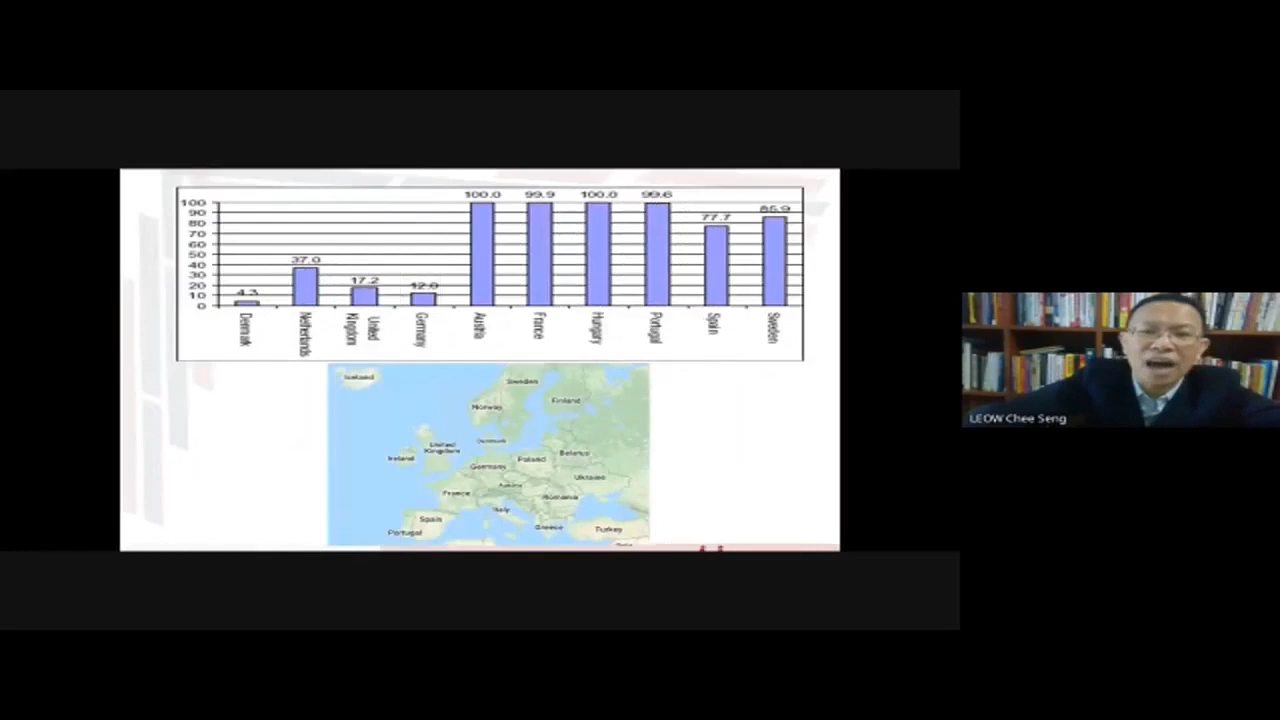 100.0 99.9 100.0 99.6
85.9
77.7
37.0
17.2
12.0
4.3
100
90
80
70
60
50
40
30
20
10
0
Denmark
Netherlands
United
Kingdom
Germany
Austria
France
Hungary
Portugal
Spain
Sweden
Iceland
Sweden
Norway
Finland
Denmark
United
Kingdom
Ireland
Belarus
Poland
Germany
Ukraine
Austria
France
Romania
Italy
Spain
Greece
Portugal
Turkey
LEOW Chee Seng